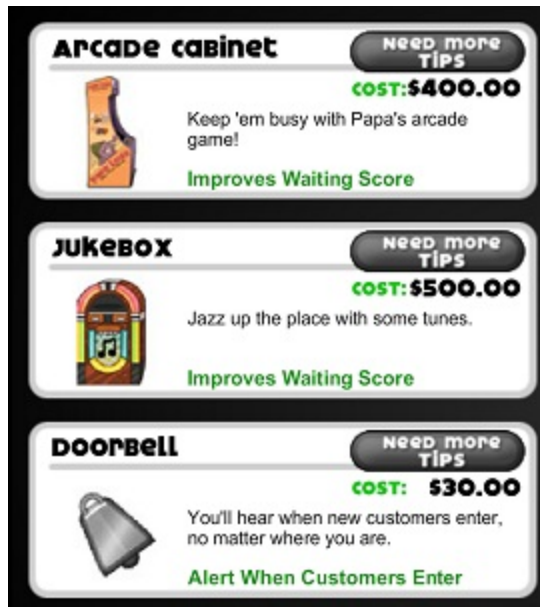 Arcade Cabinet
Need more
Tips
Cost:$400.00
Keep 'em busy with Papa's arcade
game!
Improves Waiting Score
Jukebox
Need more
Tips
Cost:$500.00
Jazz up the place with some tunes.
Improves Waiting Score
Doorbell
Need more
Tips
Cost: $30.00
You'll hear when new customers enter,
no matter where you are.
Alert When Customers Enter